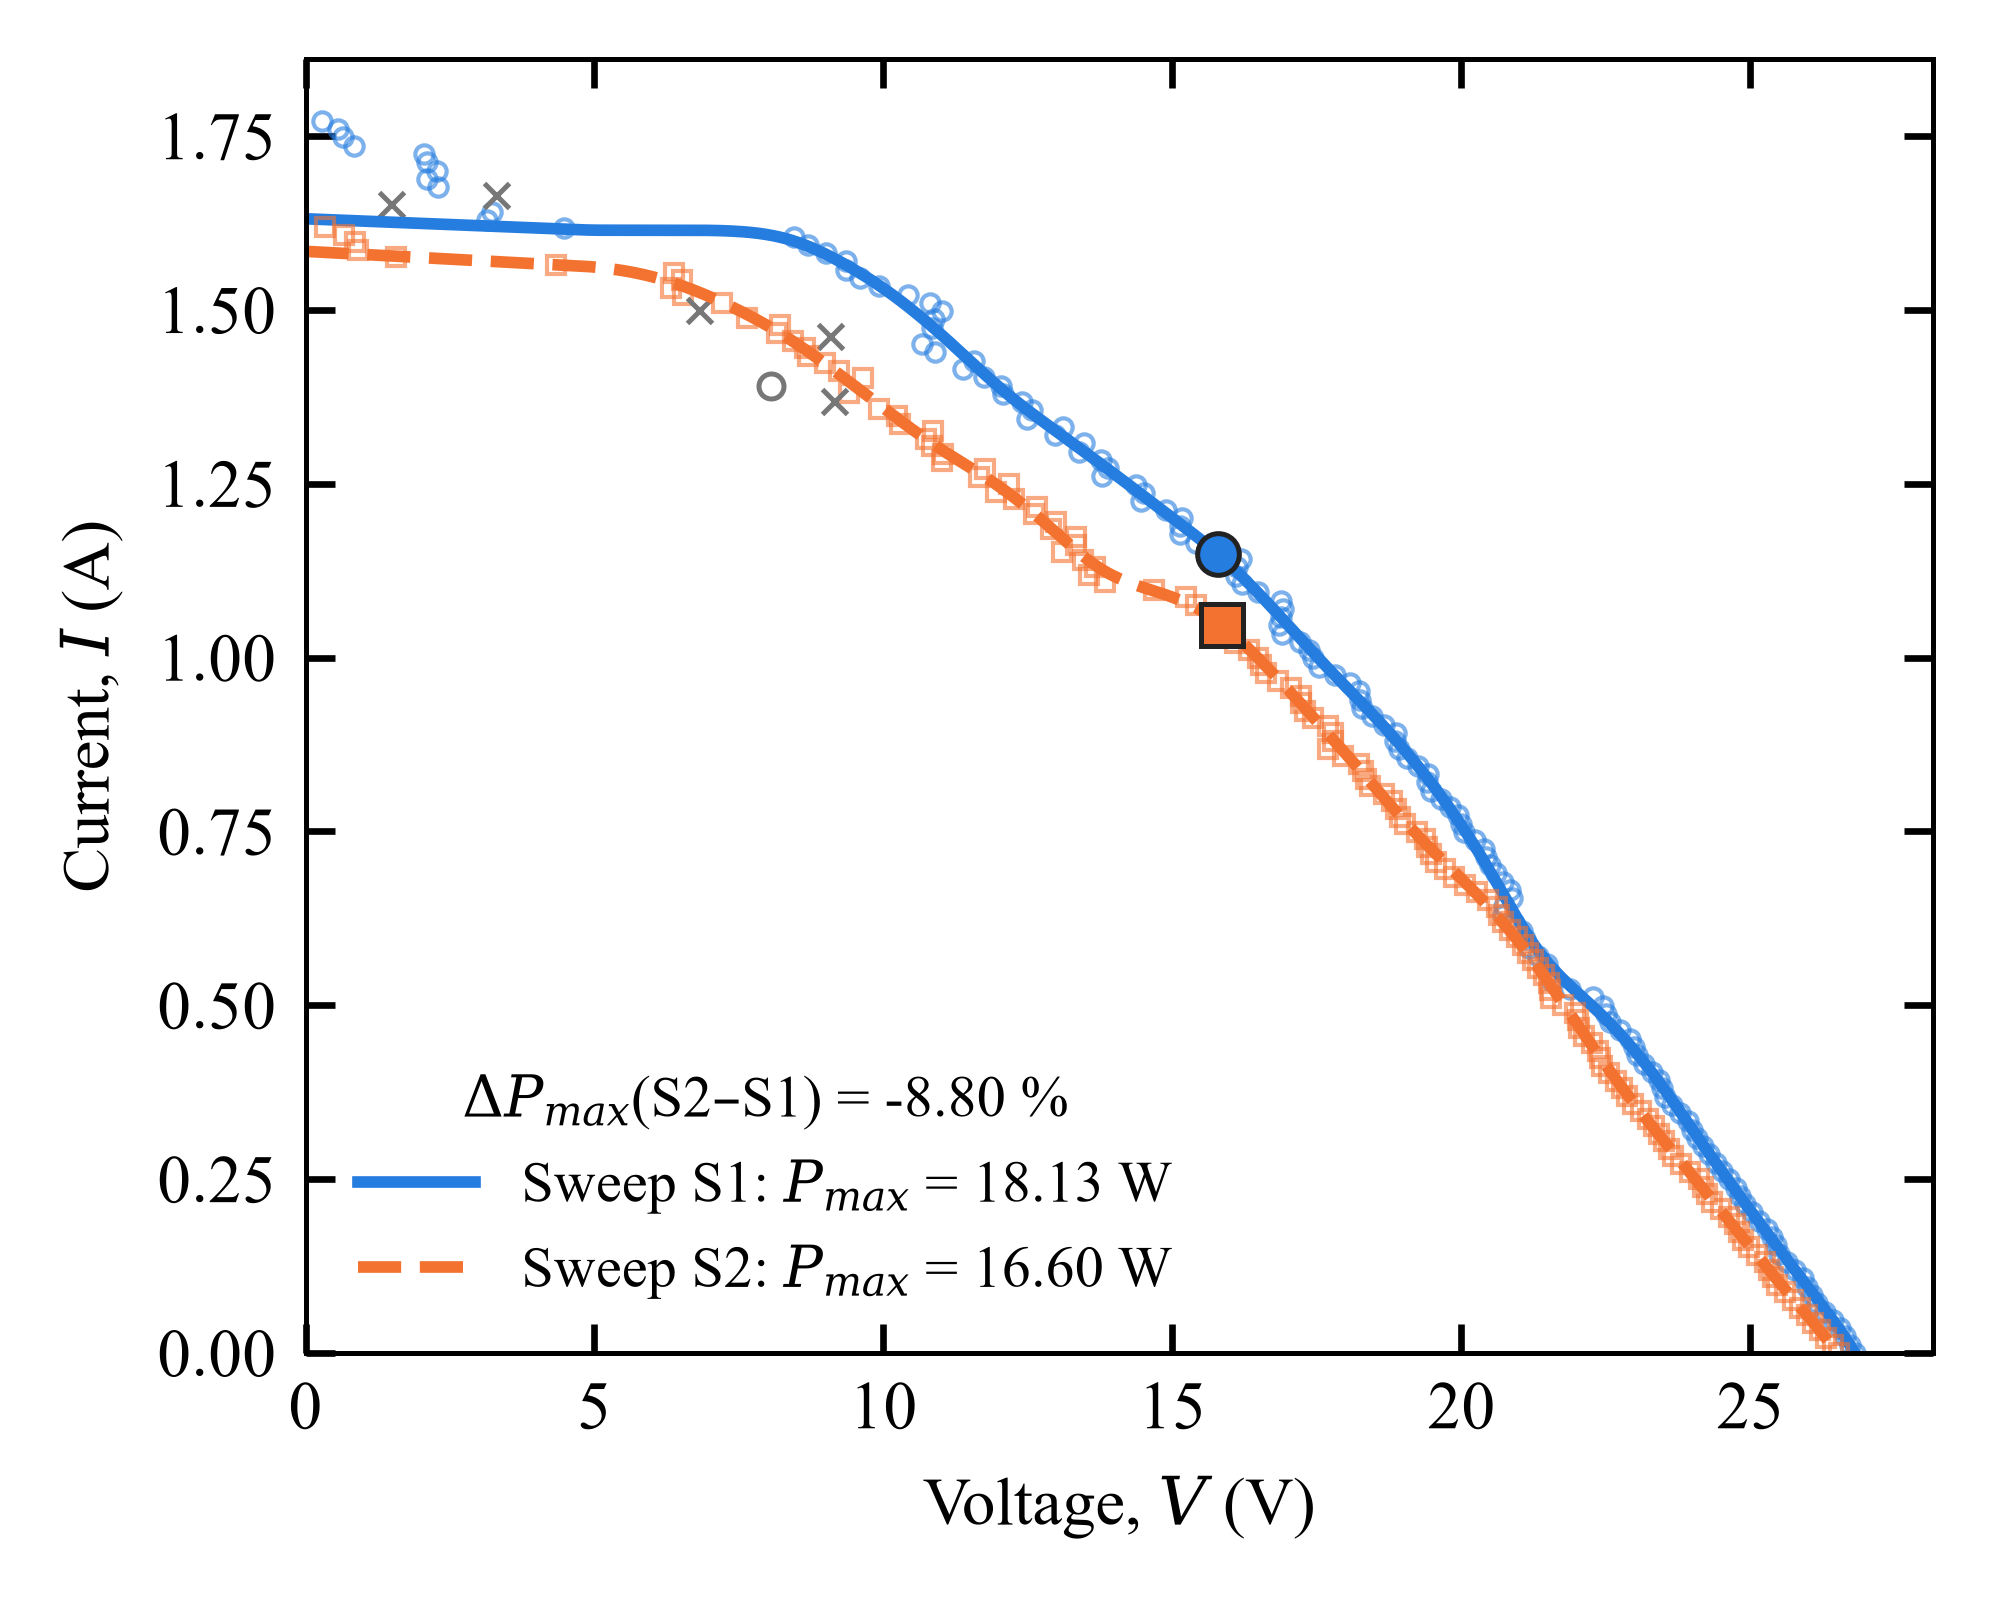 1.75
1.50
1.25
1.00
0.75
0.50
0.25
0.00
Current, I (A)
ΔPmax(S2–S1) = -8.80 %
Sweep S1: Pmax = 18.13 W
Sweep S2: Pmax = 16.60 W
0 5 10 15 20 25
Voltage, V (V)